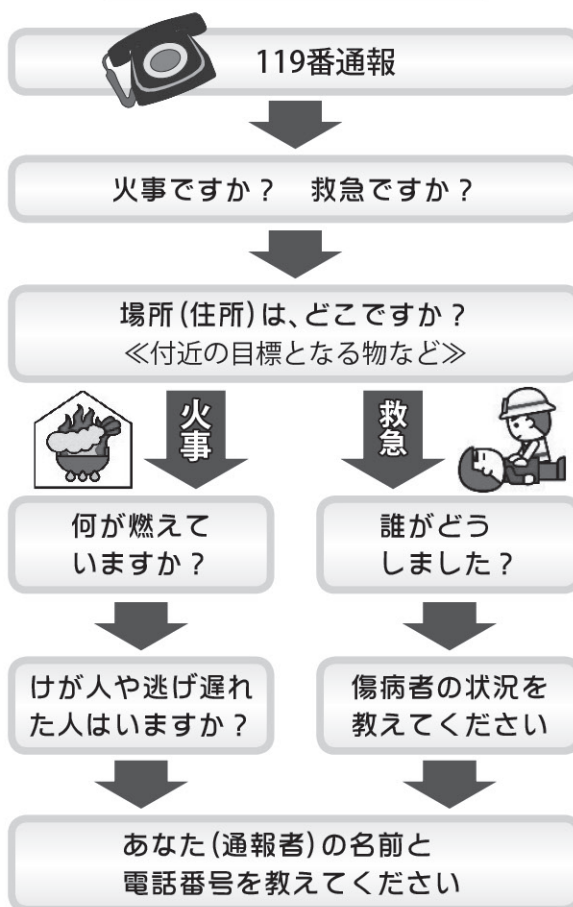 119番通報
火事ですか？　救急ですか？
場所(住所)は、どこですか？
≪付近の目標となる物など≫
火事
救急
何が燃えて
いますか？
誰がどう
しました？
けが人や逃げ遅れ
た人はいますか？
傷病者の状況を
教えてください
あなた(通報者)の名前と
電話番号を教えてください